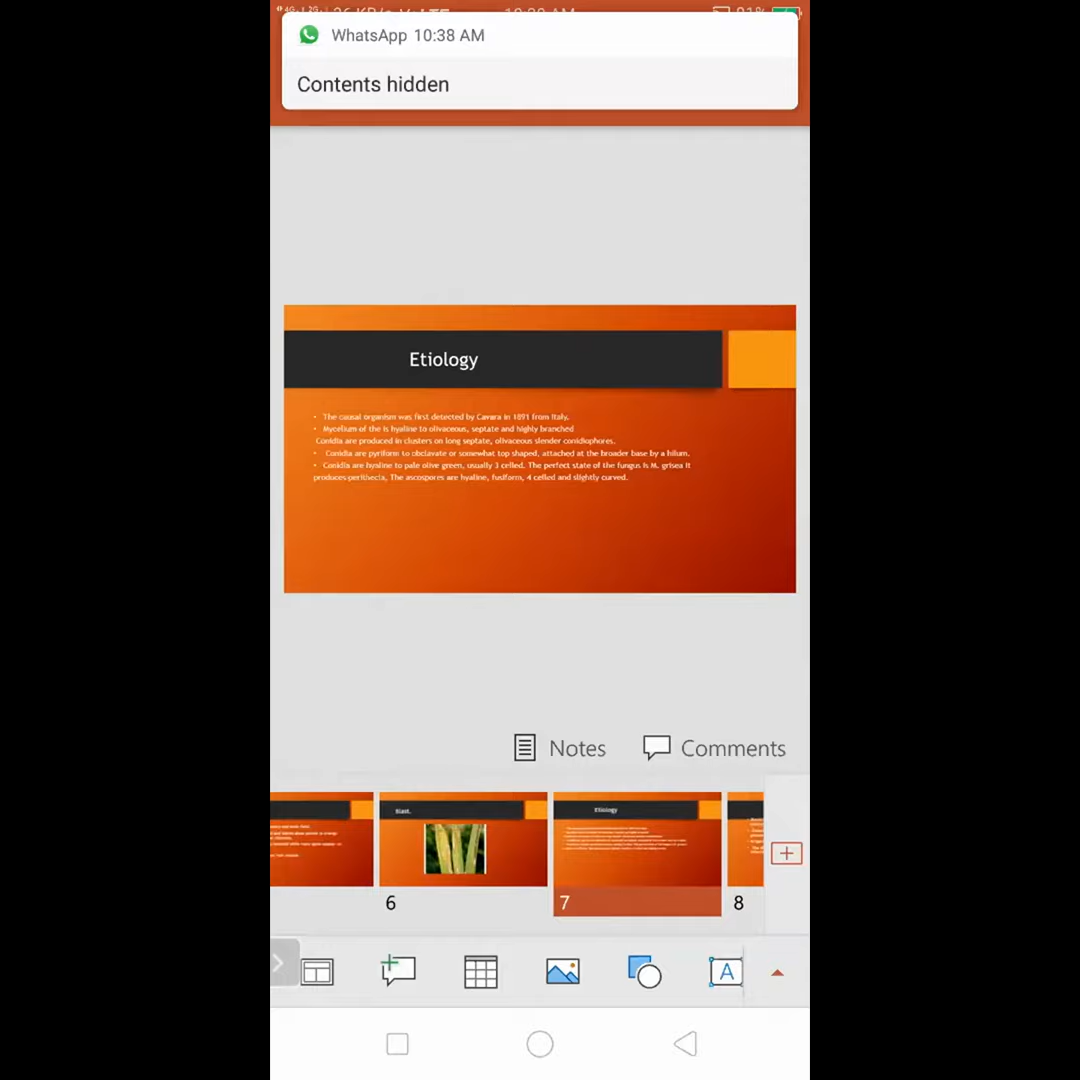 WhatsApp 10:38 AM
Contents hidden
Etiology
• The causal organism was first detected by Cavara in 1891 from Italy.
• Mycelium of the is hyaline to olivaceous, septate and highly branched
Conidia are produced in clusters on long septate, olivaceous slender conidiophores.
• Conidia are pyriform to obclavate or somewhat top shaped, attached at the broader base by a hilum.
• Conidia are hyaline to pale olive green, usually 3 celled. The perfect state of the fungus is M. grisea it
produces perithecia, The ascospores are hyaline, fusiform, 4 celled and slightly curved.
Notes
Comments
Blast.
Etiology
6
7
8
A